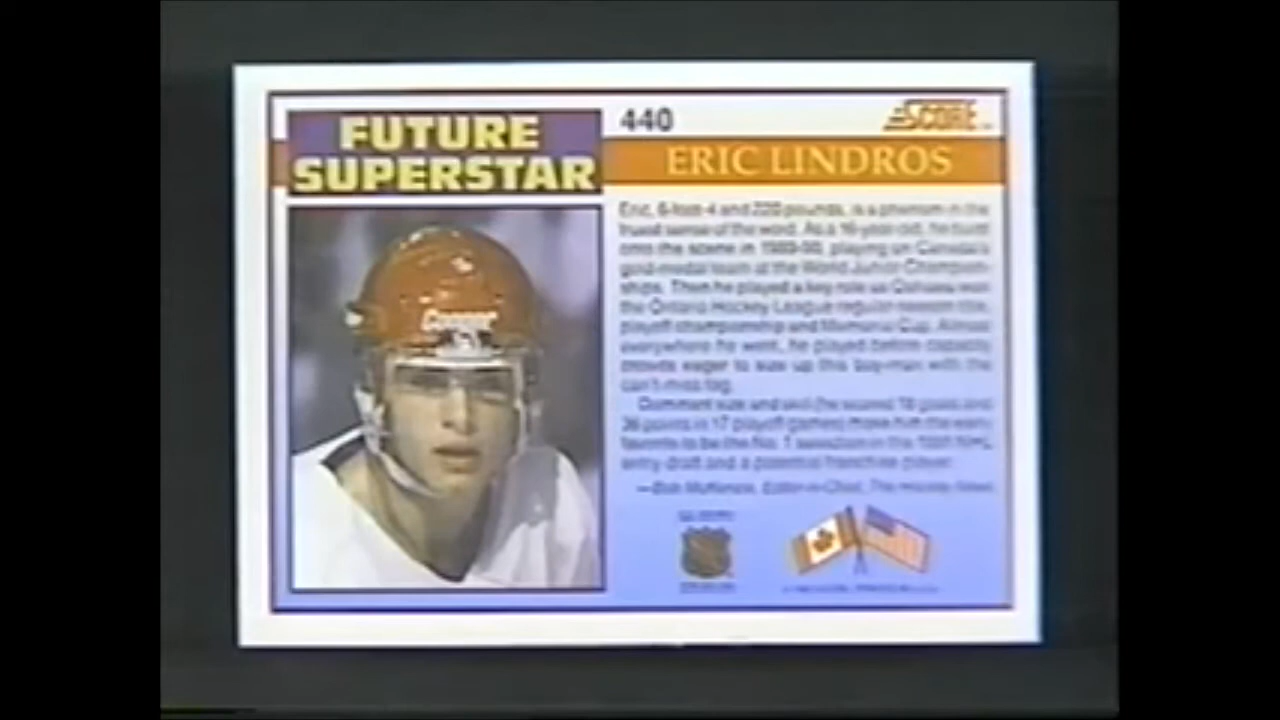 FUTURE
SUPERSTAR
440
SCORE
ERIC LINDROS
Eric, 6-foot-4 and 220 pounds, is a phenom in the
truest sense of the word. As a 16-year-old, he burst
onto the scene in 1989-90, playing on Canada's
gold-medal team at the World Junior Champion-
ships. Then he played a key role as Oshawa won
the Ontario Hockey League regular-season title,
playoff championship and Memorial Cup. Almost
everywhere he went, he played before capacity
crowds eager to size up this boy-man with the
can't-miss tag.
Dominant size and skill (he scored 18 goals and
36 points in 17 playoff games) make him the early
favorite to be the No. 1 selection in the 1991 NHL
entry draft and a potential franchise player.
—Bob McKenzie, Editor-in-Chief, The Hockey News
Cooper